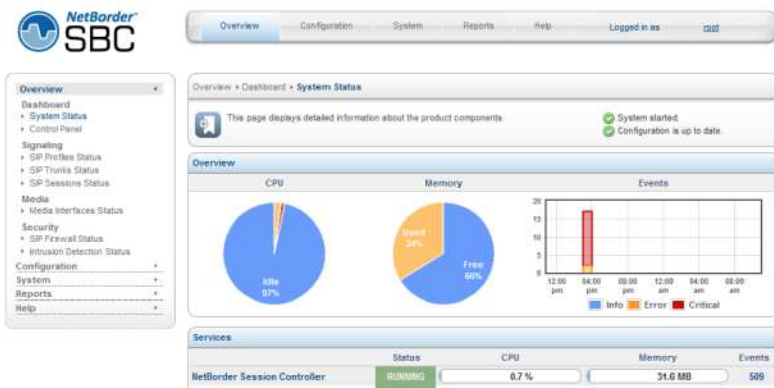 NetBorder
SBC
Overview Configuration System Reports Help Logged in as root
Overview
Dashboard
System Status
Control Panel
Signaling
SIP Profiles Status
SIP Trunks Status
SIP Sessions Status
Media
Media Interfaces Status
Security
SIP Firewall Status
Intrusion Detection Status
Configuration
System
Reports
Help
Overview Dashboard System Status
This page displays detailed information about the product components.
System started.
Configuration is up to date.
Overview
CPU Memory Events
Idle
97%
Used
34%
Free
66%
20
15
10
5
0
12:00 pm
04:00 pm
08:00 pm
12:00 am
04:00 am
08:00 am
Info Error Critical
Services
Status CPU Memory Events
NetBorder Session Controller RUNNING 0.7 % 31.6 MB 509